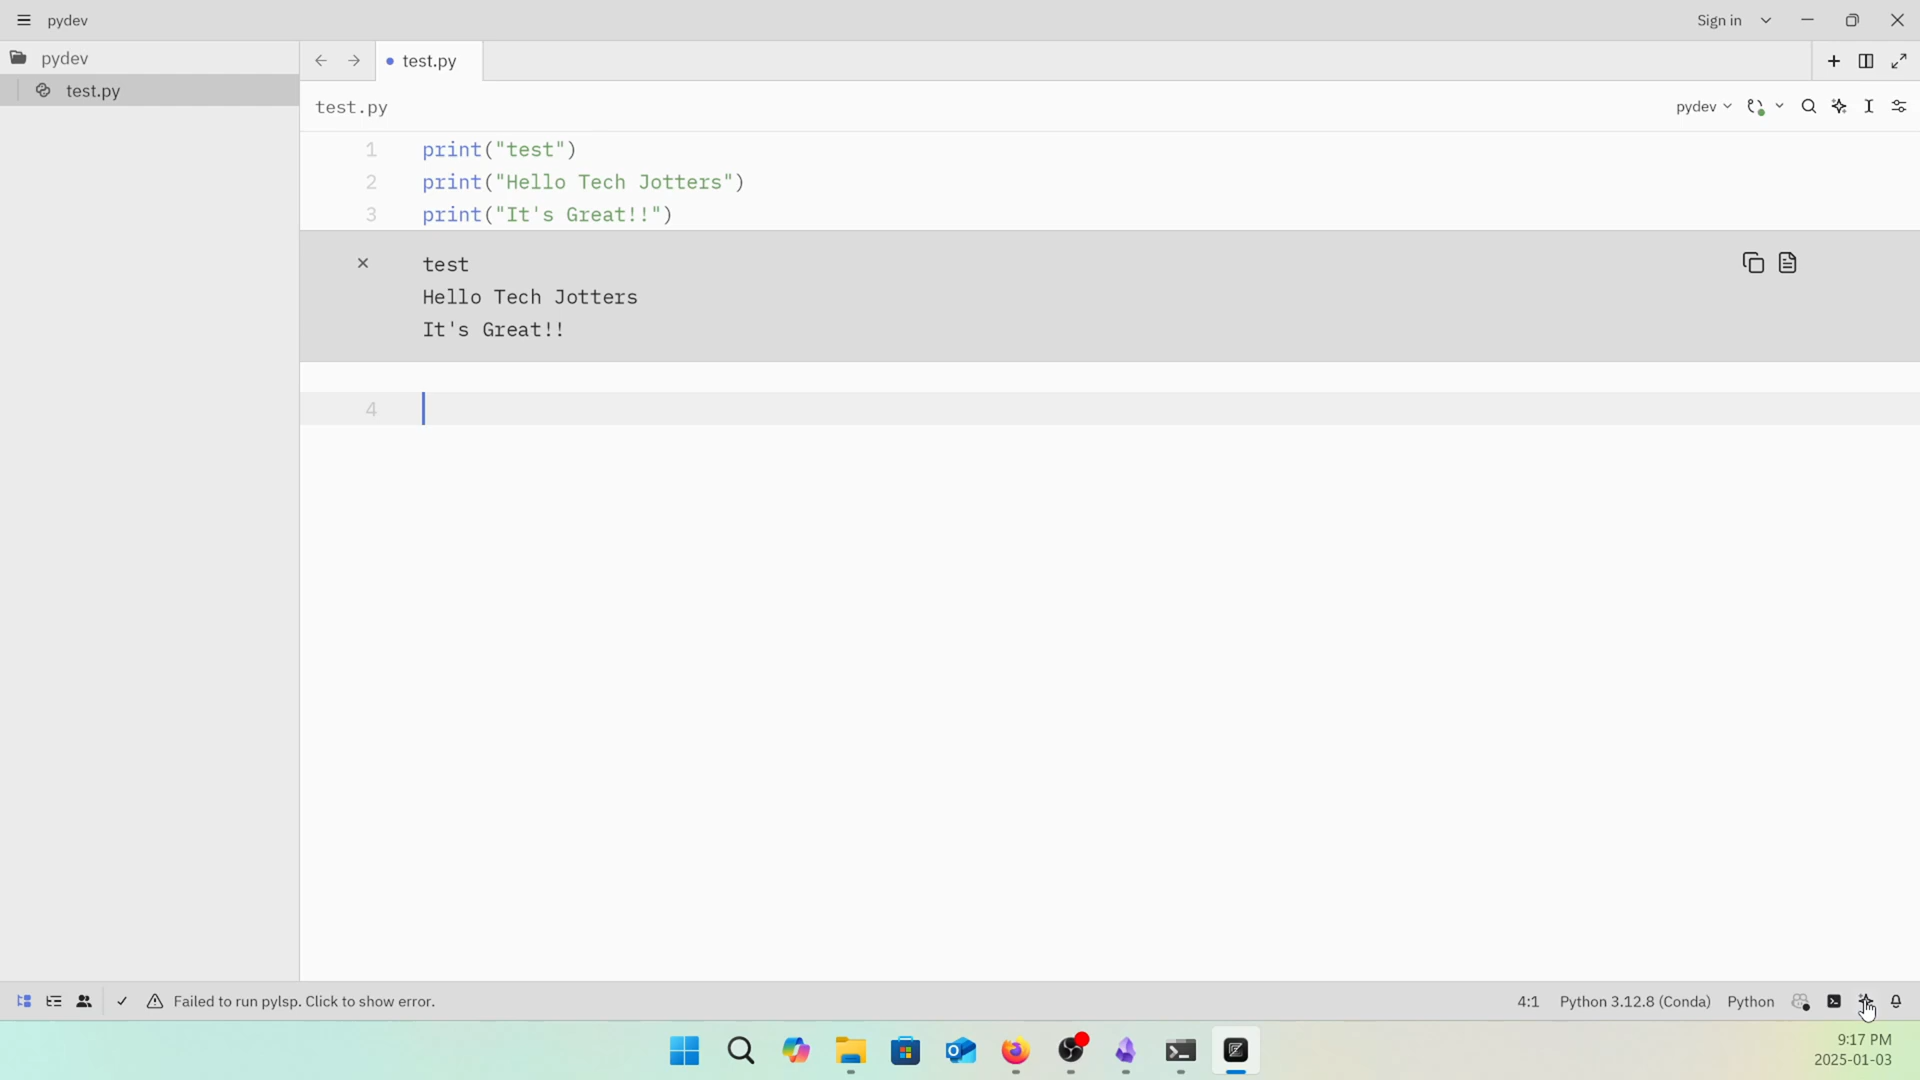 pydev
Sign in
pydev
test.py
test.py
test.py
pydev
1 print("test")
2 print("Hello Tech Jotters")
3 print("It's Great!!")
test
Hello Tech Jotters
It's Great!!
4
Failed to run pylsp. Click to show error.
4:1 Python 3.12.8 (Conda) Python
9:17 PM
2025-01-03